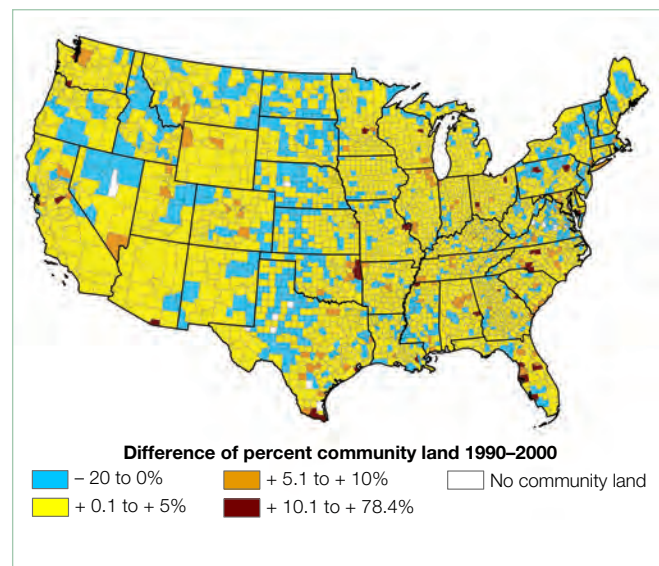 Difference of percent community land 1990–2000
– 20 to 0%
+ 5.1 to + 10%
No community land
+ 0.1 to + 5%
+ 10.1 to + 78.4%